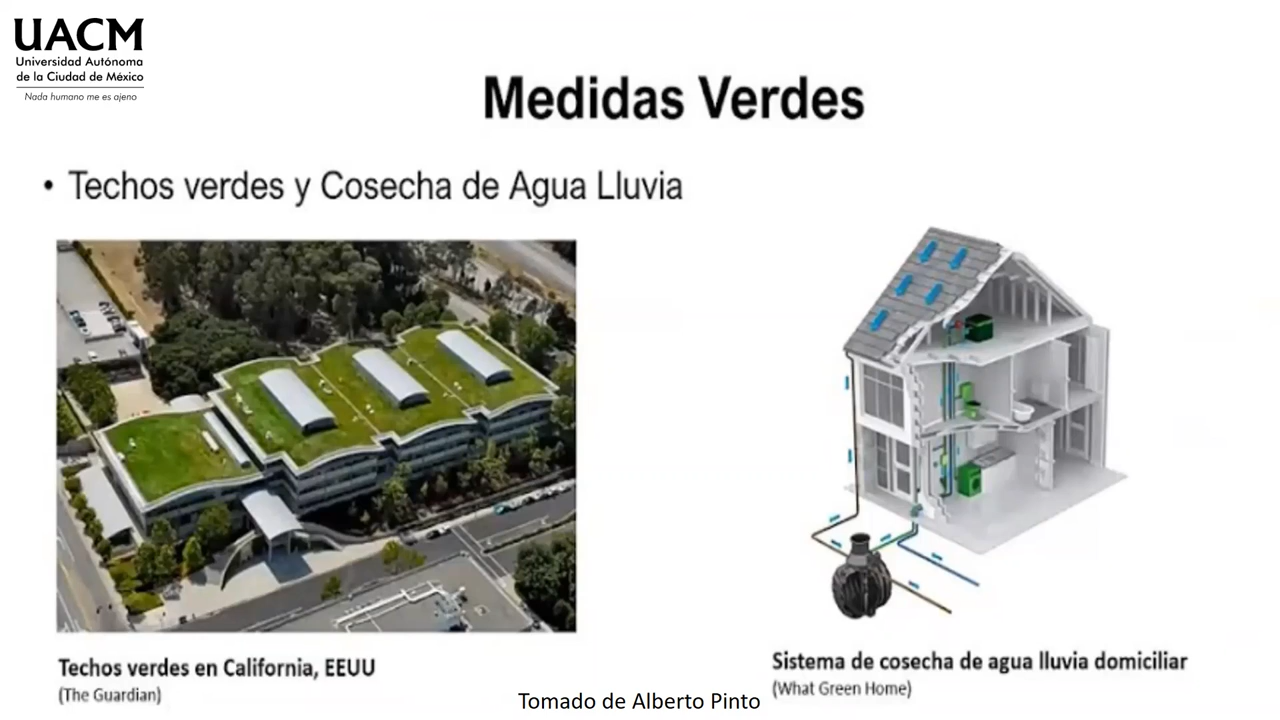 UACM
Universidad Autónoma
de la Ciudad de México
Nada humano me es ajeno
Medidas Verdes
• Techos verdes y Cosecha de Agua Lluvia
Techos verdes en California, EEUU
(The Guardian)
Sistema de cosecha de agua lluvia domiciliar
(What Green Home)
Tomado de Alberto Pinto